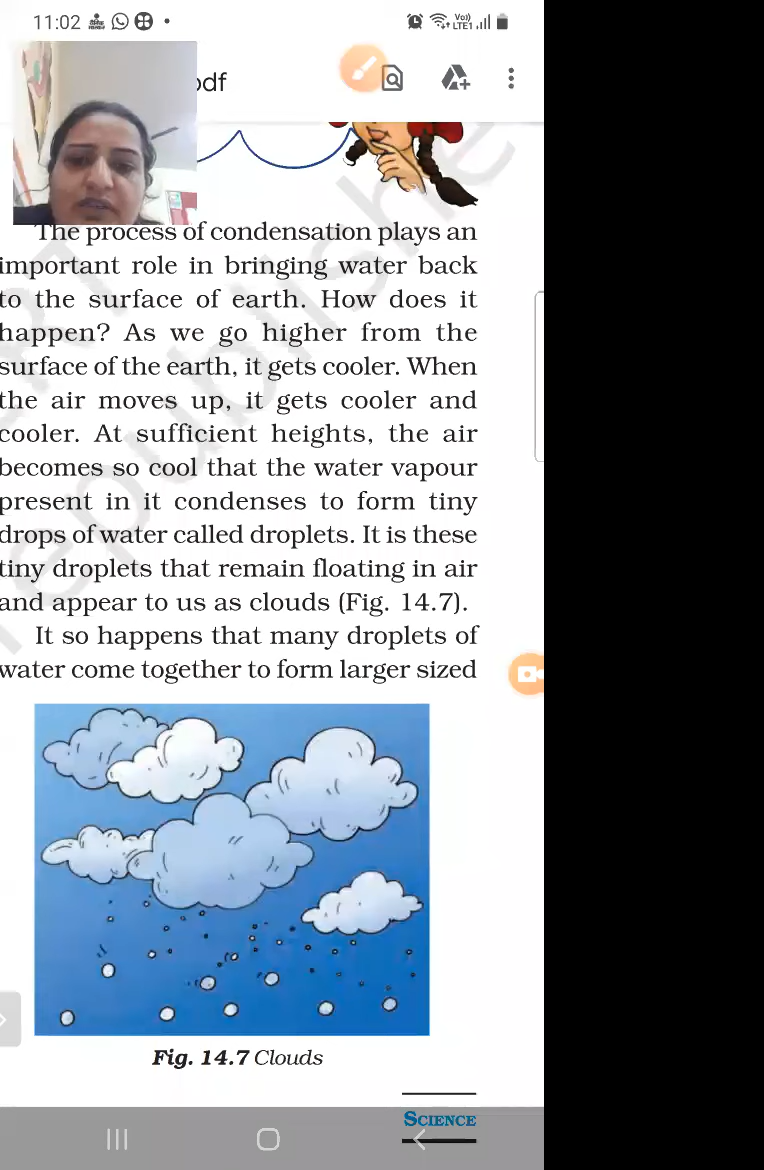 11:02
Vo)) LTE1
pdf
The process of condensation plays an
important role in bringing water back
to the surface of earth. How does it
happen? As we go higher from the
surface of the earth, it gets cooler. When
the air moves up, it gets cooler and
cooler. At sufficient heights, the air
becomes so cool that the water vapour
present in it condenses to form tiny
drops of water called droplets. It is these
tiny droplets that remain floating in air
and appear to us as clouds (Fig. 14.7).
It so happens that many droplets of
water come together to form larger sized
Fig. 14.7 Clouds
SCIENCE